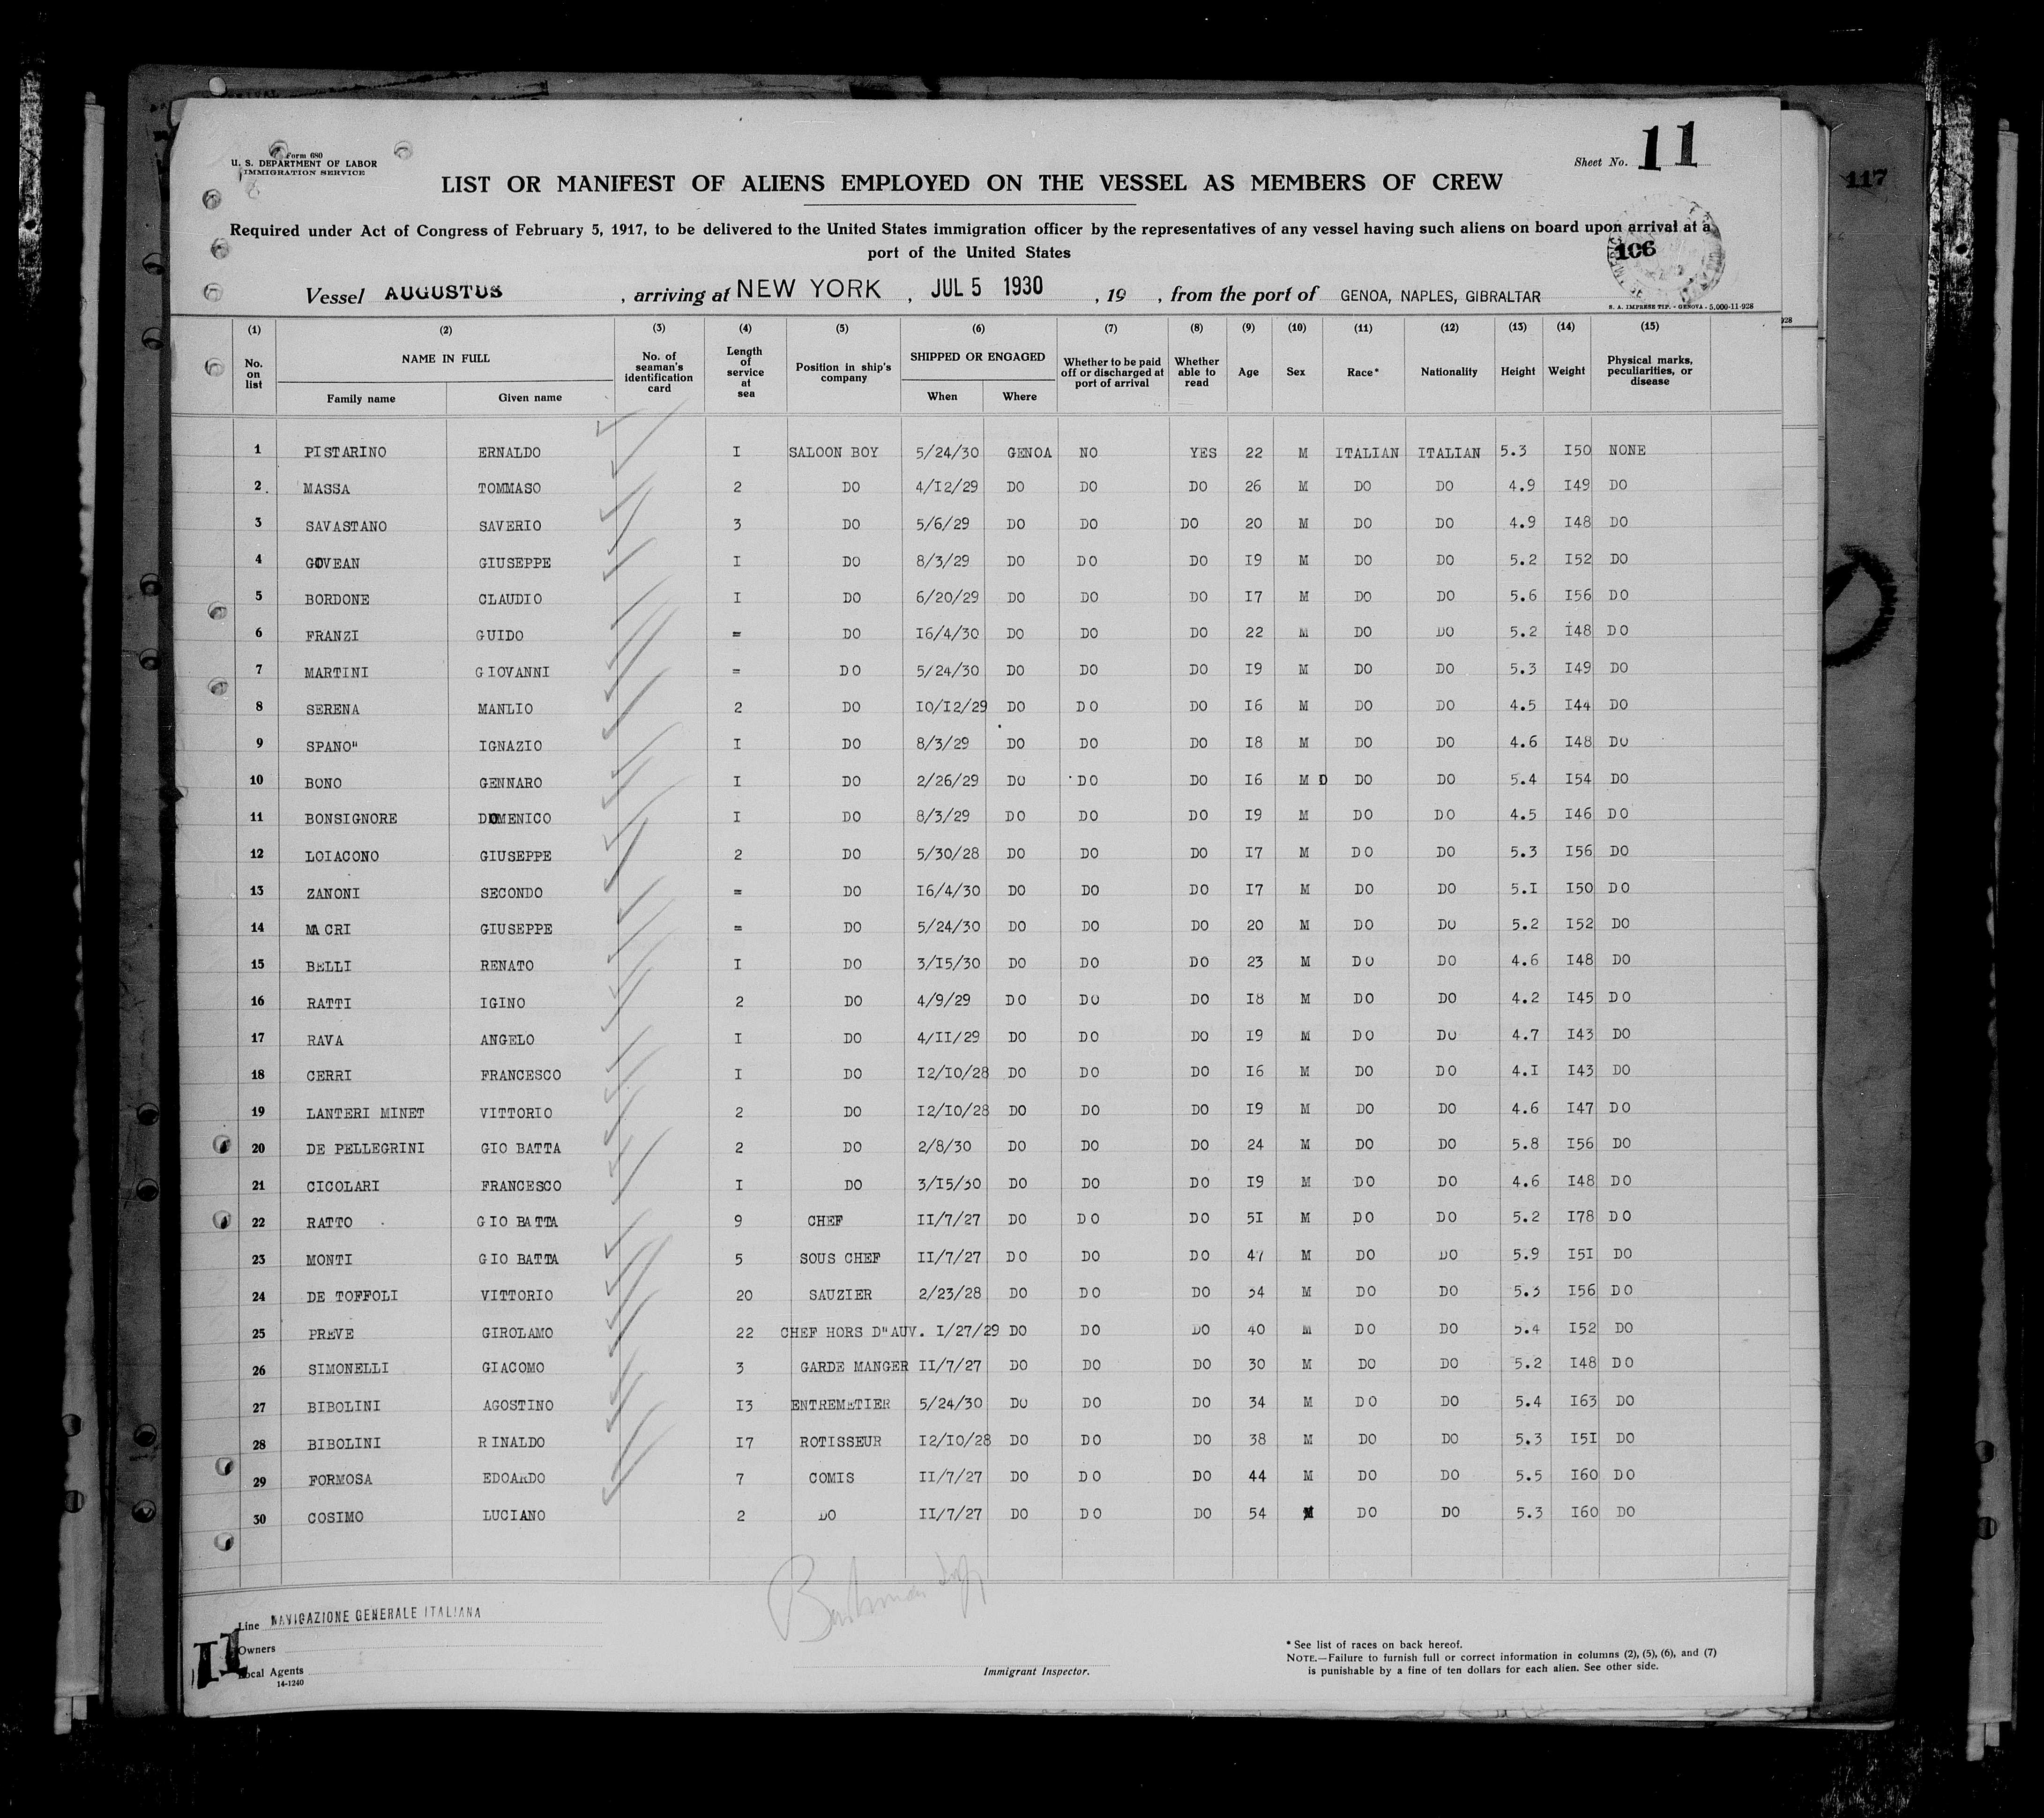 Form 680
U. S. DEPARTMENT OF LABOR
IMMIGRATION SERVICE
Sheet No. 11
117
LIST OR MANIFEST OF ALIENS EMPLOYED ON THE VESSEL AS MEMBERS OF CREW
Required under Act of Congress of February 5, 1917, to be delivered to the United States immigration officer by the representatives of any vessel having such aliens on board upon arrival at a
port of the United States
106
Vessel AUGUSTUS , arriving at NEW YORK , JUL 5 1930 , 19 , from the port of GENOA, NAPLES, GIBRALTAR
S. A. IMPRESE TIP. - GENOVA - 5.000-11-928
928
(1) (2) (3) (4) (5) (6) (7) (8) (9) (10) (11) (12) (13) (14) (15)
No. on list NAME IN FULL Family name Given name No. of seaman's identification card Length of service at sea Position in ship's company SHIPPED OR ENGAGED When Where Whether to be paid off or discharged at port of arrival Whether able to read Age Sex Race* Nationality Height Weight Physical marks, peculiarities, or disease
1 PISTARINO ERNALDO I SALOON BOY 5/24/30 GENOA NO YES 22 M ITALIAN ITALIAN 5.3 I50 NONE
2. MASSA TOMMASO 2 DO 4/I2/29 DO DO DO 26 M DO DO 4.9 I49 DO
3 SAVASTANO SAVERIO 3 DO 5/6/29 DO DO DO 20 M DO DO 4.9 I48 DO
4 GOVEAN GIUSEPPE I DO 8/3/29 DO DO DO I9 M DO DO 5.2 I52 DO
5 BORDONE CLAUDIO I DO 6/20/29 DO DO DO I7 M DO DO 5.6 I56 DO
6 FRANZI GUIDO = DO I6/4/30 DO DO DO 22 M DO DO 5.2 I48 DO
7 MARTINI GIOVANNI = DO 5/24/30 DO DO DO I9 M DO DO 5.3 I49 DO
8 SERENA MANLIO 2 DO IO/I2/29 DO DO DO I6 M DO DO 4.5 I44 DO
9 SPANO" IGNAZIO I DO 8/3/29 DO DO DO I8 M DO DO 4.6 I48 DO
10 BONO GENNARO I DO 2/26/29 DO DO DO I6 M D DO DO 5.4 I54 DO
11 BONSIGNORE DOMENICO I DO 8/3/29 DO DO DO I9 M DO DO 4.5 I46 DO
12 LOIACONO GIUSEPPE 2 DO 5/30/28 DO DO DO I7 M DO DO 5.3 I56 DO
13 ZANONI SECONDO = DO I6/4/30 DO DO DO I7 M DO DO 5.I I50 DO
14 MA CRI GIUSEPPE = DO 5/24/30 DO DO DO 20 M DO DO 5.2 I52 DO
15 BELLI RENATO I DO 3/I5/30 DO DO DO 23 M DO DO 4.6 I48 DO
16 RATTI IGINO 2 DO 4/9/29 DO DO DO I8 M DO DO 4.2 I45 DO
17 RAVA ANGELO I DO 4/II/29 DO DO DO I9 M DO DO 4.7 I43 DO
18 CERRI FRANCESCO I DO I2/IO/28 DO DO DO I6 M DO DO 4.I I43 DO
19 LANTERI MINET VITTORIO 2 DO I2/IO/28 DO DO DO I9 M DO DO 4.6 I47 DO
20 DE PELLEGRINI GIO BATTA 2 DO 2/8/30 DO DO DO 24 M DO DO 5.8 I56 DO
21 CICOLARI FRANCESCO I DO 3/I5/30 DO DO DO I9 M DO DO 4.6 I48 DO
22 RATTO GIO BATTA 9 CHEF II/7/27 DO DO DO 5I M DO DO 5.2 I78 DO
23 MONTI GIO BATTA 5 SOUS CHEF II/7/27 DO DO DO 47 M DO DO 5.9 I5I DO
24 DE TOFFOLI VITTORIO 20 SAUZIER 2/23/28 DO DO DO 34 M DO DO 5.3 I56 DO
25 PREVE GIROLAMO 22 CHEF HORS D"AUV. I/27/29 DO DO DO 40 M DO DO 5.4 I52 DO
26 SIMONELLI GIACOMO 3 GARDE MANGER II/7/27 DO DO DO 30 M DO DO 5.2 I48 DO
27 BIBOLINI AGOSTINO I3 ENTREMETIER 5/24/30 DO DO DO 34 M DO DO 5.4 I63 DO
28 BIBOLINI RINALDO I7 ROTISSEUR I2/IO/28 DO DO DO 38 M DO DO 5.3 I5I DO
29 FORMOSA EDOARDO 7 COMIS II/7/27 DO DO DO 44 M DO DO 5.5 I60 DO
30 COSIMO LUCIANO 2 DO II/7/27 DO DO DO 54 M DO DO 5.3 I60 DO
Line NAVIGAZIONE GENERALE ITALIANA
Owners
Local Agents
14-1240
11
Immigrant Inspector.
* See list of races on back hereof.
NOTE.—Failure to furnish full or correct information in columns (2), (5), (6), and (7)
is punishable by a fine of ten dollars for each alien. See other side.